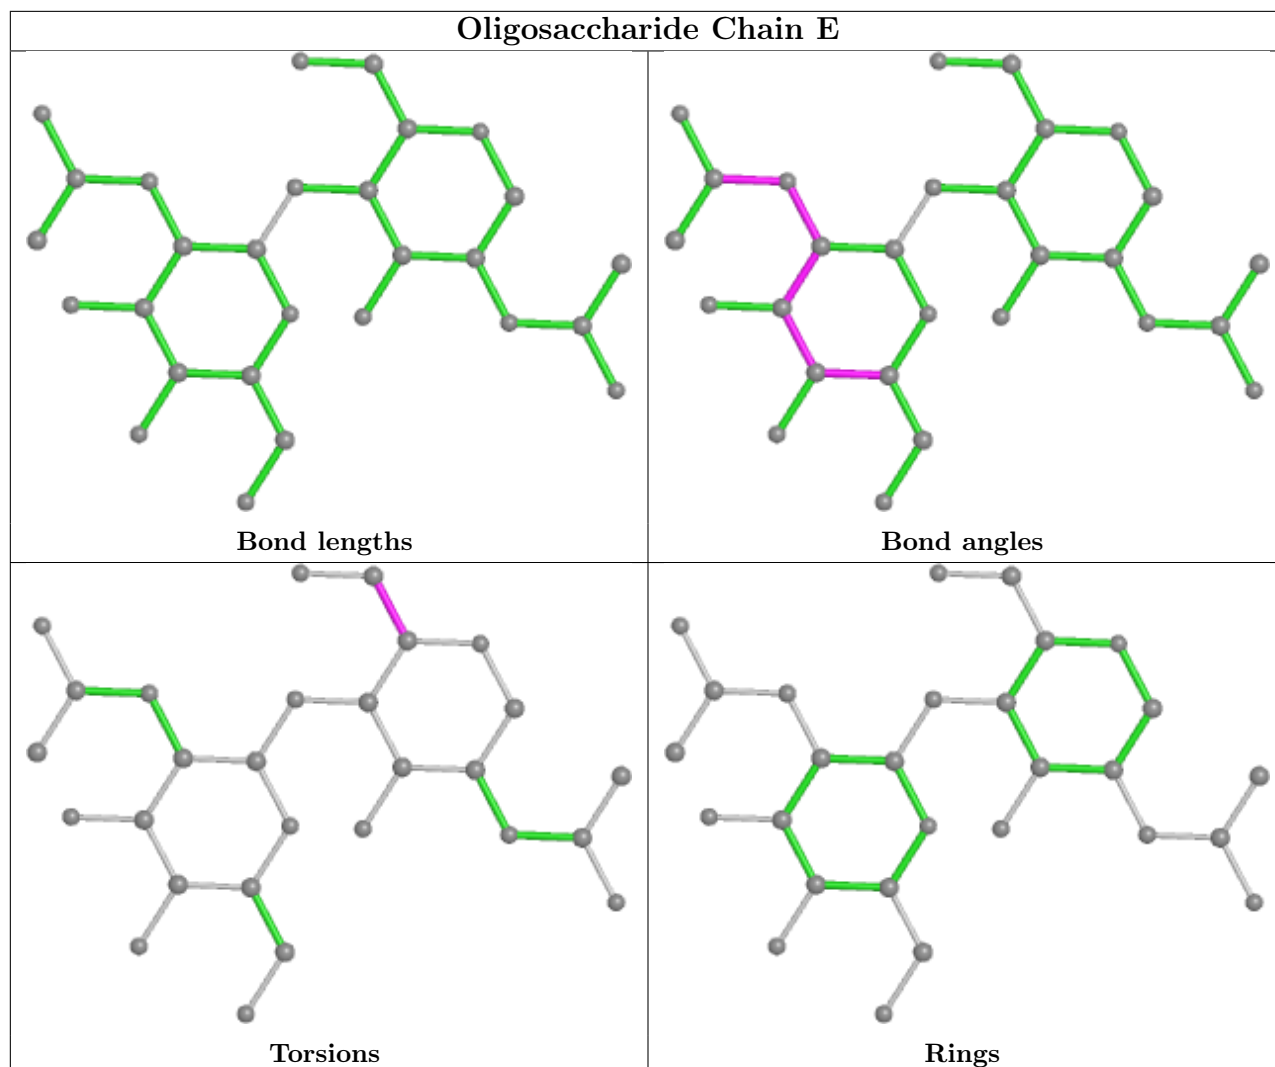 Oligosaccharide Chain E
Bond lengths
Bond angles
Torsions
Rings